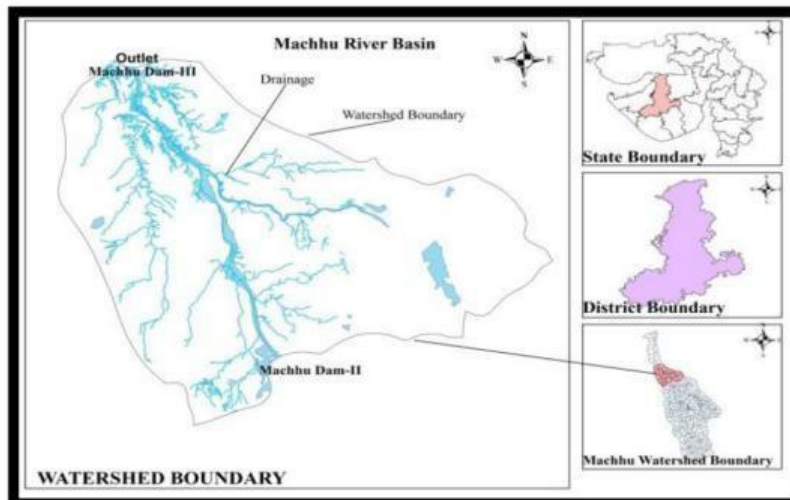 Machhu River Basin
N
W E
S
Outlet
Machhu Dam-III
Drainage
Watershed Boundary
Machhu Dam-II
WATERSHED BOUNDARY
State Boundary
District Boundary
Machhu Watershed Boundary